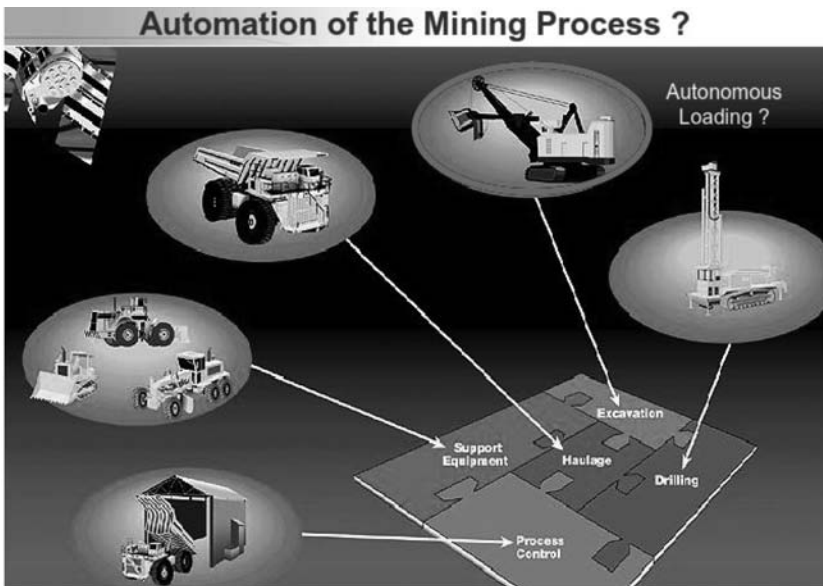 Automation of the Mining Process ?
Autonomous
Loading ?
Excavation
Support
Equipment
Haulage
Drilling
Process
Control